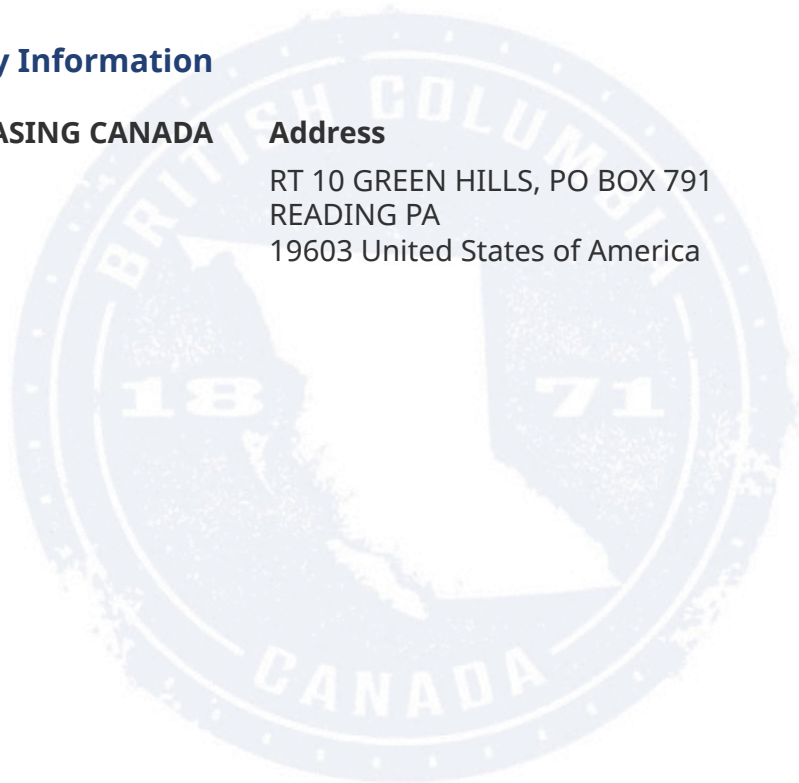 Information
CANADA
Address
RT 10 GREEN HILLS, PO BOX 791
READING PA
19603 United States of America
BRITISH COLUMBIA
18 71
CANADA